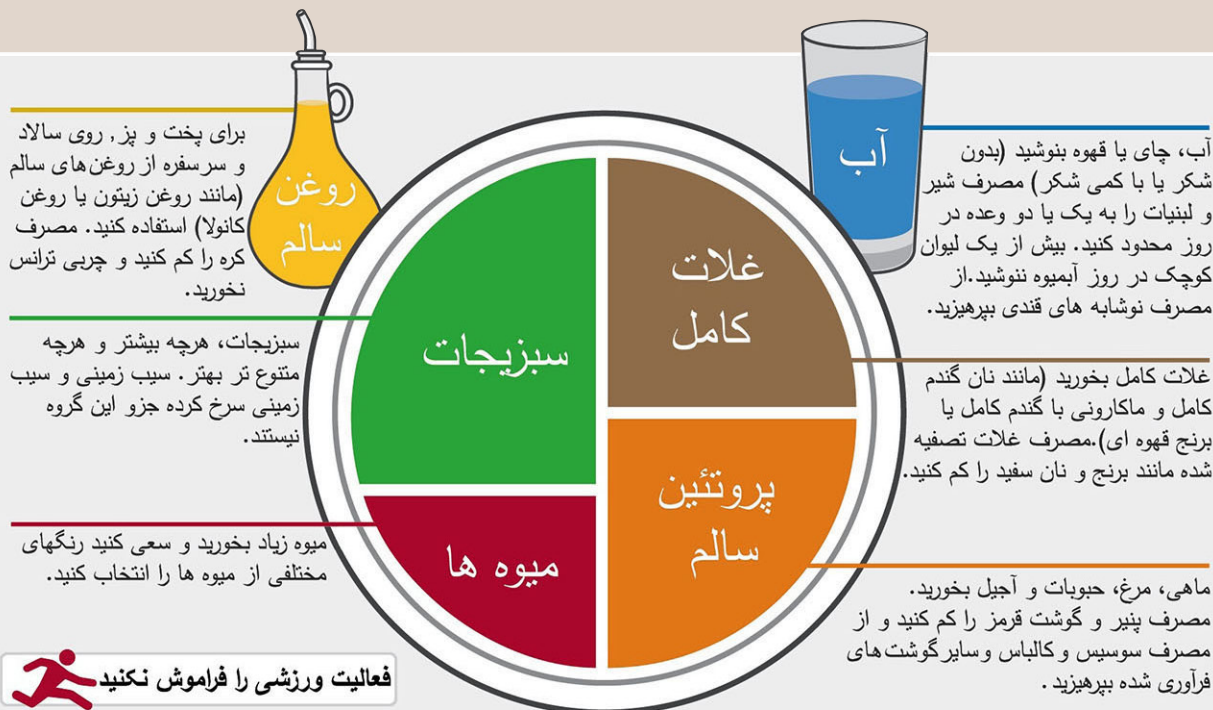 آب
آب، چای یا قهوه بنوشید (بدون
شکر یا با کمی شکر) مصرف شیر
و لبنیات را به یک یا دو وعده در
روز محدود کنید. بیش از یک لیوان
کوچک در روز آبمیوه ننوشید.از
مصرف نوشابه های قندی بپرهیزید.
غلات
کامل
غلات کامل بخورید (مانند نان گندم
کامل و ماکارونی با گندم کامل یا
برنج قهوه ای).مصرف غلات تصفیه
شده مانند برنج و نان سفید را کم کنید.
پروتئین
سالم
ماهی، مرغ، حبوبات و آجیل بخورید.
مصرف پنیر و گوشت قرمز را کم کنید و از
مصرف سوسیس و کالباس وسایرگوشت های
فرآوری شده بپرهیزید.
روغن
سالم
برای پخت و پز, روی سالاد
و سرسفره از روغن های سالم
(مانند روغن زیتون یا روغن
کانولا) استفاده کنید. مصرف
کره را کم کنید و چربی ترانس
نخورید.
سبزیجات
سبزیجات، هرچه بیشتر و هرچه
متنوع تر بهتر. سیب زمینی و سیب
زمینی سرخ کرده جزو این گروه
نیستند.
میوه ها
میوه زیاد بخورید و سعی کنید رنگهای
مختلفی از میوه ها را انتخاب کنید.
فعالیت ورزشی را فراموش نکنید